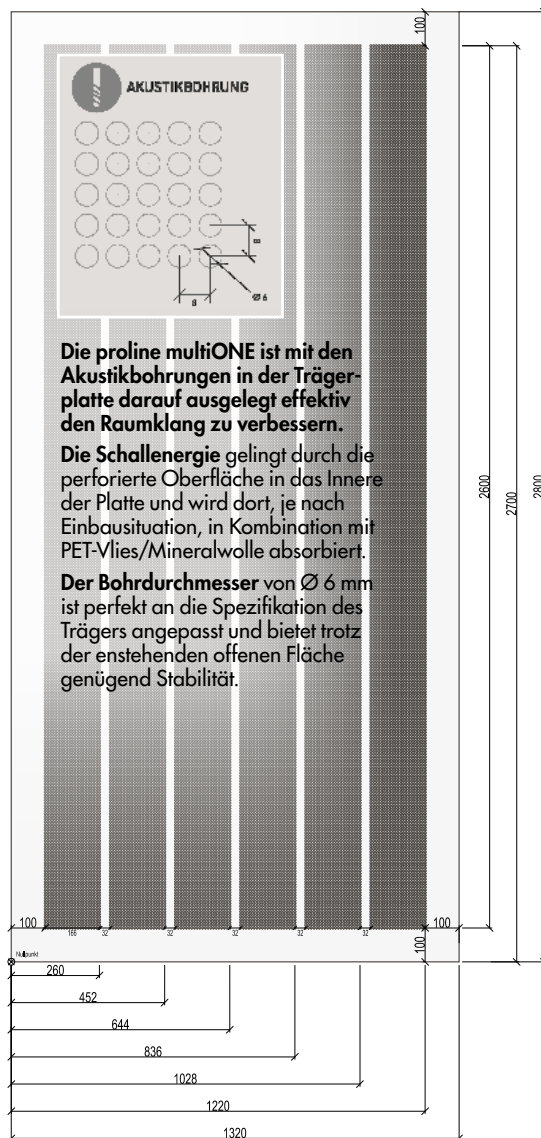 100
AKUSTIKBOHRUNG
8
8
Ø 6
Die proline multiONE ist mit den
Akustikbohrungen in der Träger-
platte darauf ausgelegt effektiv
den Raumklang zu verbessern.
Die Schallenergie gelingt durch die
perforierte Oberfläche in das Innere
der Platte und wird dort, je nach
Einbausituation, in Kombination mit
PET-Vlies/Mineralwolle absorbiert.
Der Bohrdurchmesser von Ø 6 mm
ist perfekt an die Spezifikation des
Trägers angepasst und bietet trotz
der enstehenden offenen Fläche
genügend Stabilität.
2600
2700
2800
100 166 32 32 32 32 32 100
100
Nullpunkt
260
452
644
836
1028
1220
1320